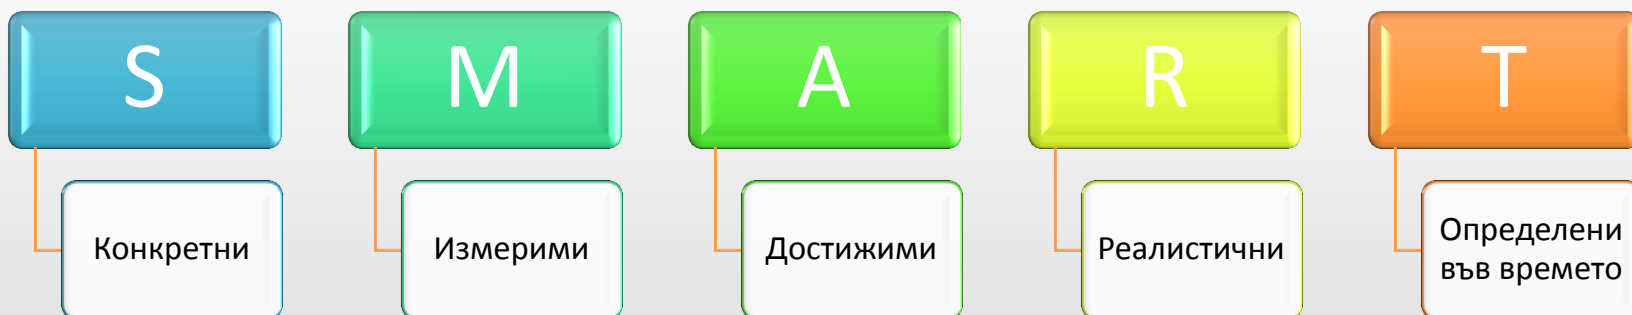 S
M
A
R
T
Конкретни
Измерими
Достижими
Реалистични
Определени
във времето